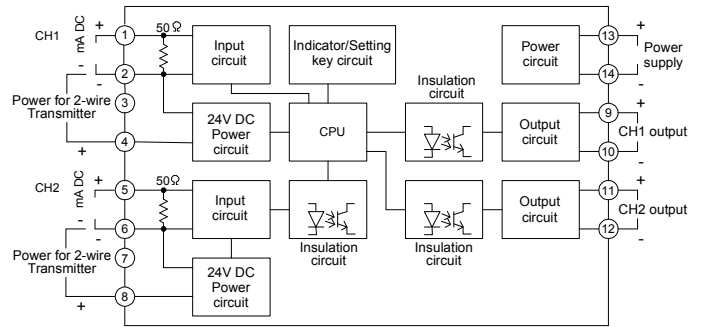 CH1
mA DC
+
-
1
50Ω
2
Power for 2-wire
Transmitter
-
3
4
+
Input
circuit
24V DC
Power
circuit
Indicator/Setting
key circuit
CPU
Insulation
circuit
Power
circuit
13
+
Power
supply
14
-
Output
circuit
9
+
CH1 output
10
-
CH2
mA DC
+
-
5
50Ω
6
Power for 2-wire
Transmitter
-
7
8
+
Input
circuit
24V DC
Power
circuit
Insulation
circuit
Insulation
circuit
Output
circuit
11
+
CH2 output
12
-